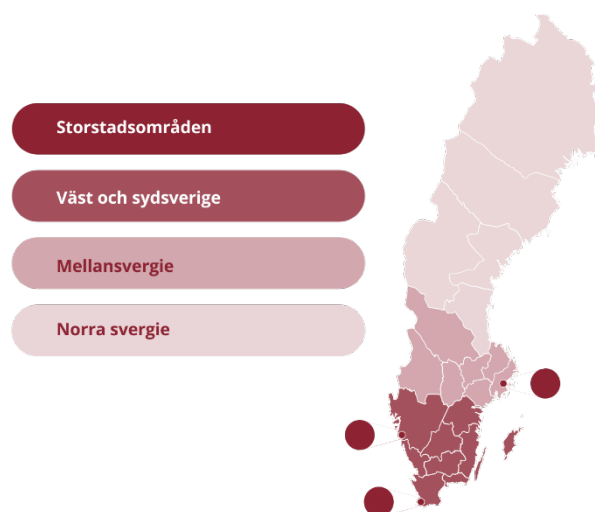 Storstadsområden
Väst och sydsverige
Mellansvergie
Norra svergie